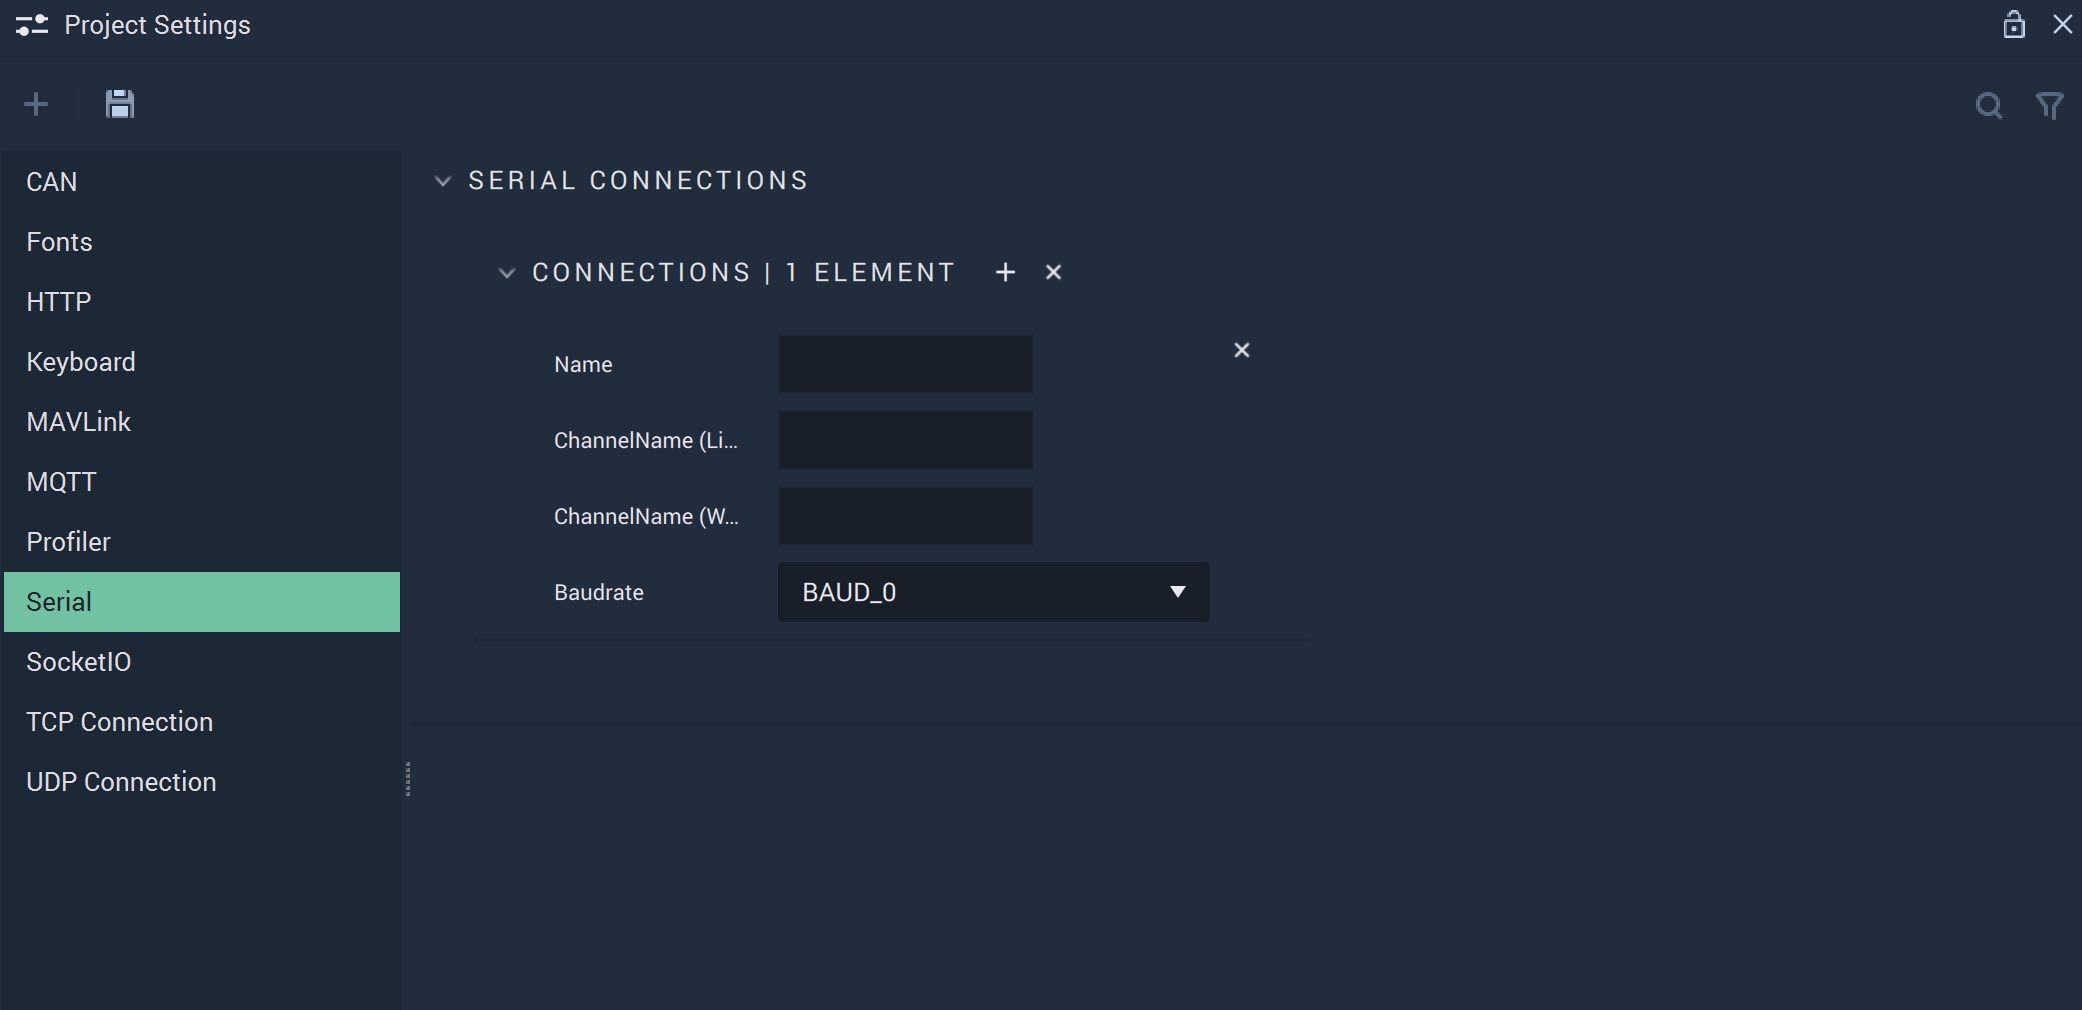 Project Settings
CAN
Fonts
HTTP
Keyboard
MAVLink
MQTT
Profiler
Serial
SocketIO
TCP Connection
UDP Connection
SERIAL CONNECTIONS
CONNECTIONS | 1 ELEMENT
Name
ChannelName (Li...
ChannelName (W...
Baudrate
BAUD_0